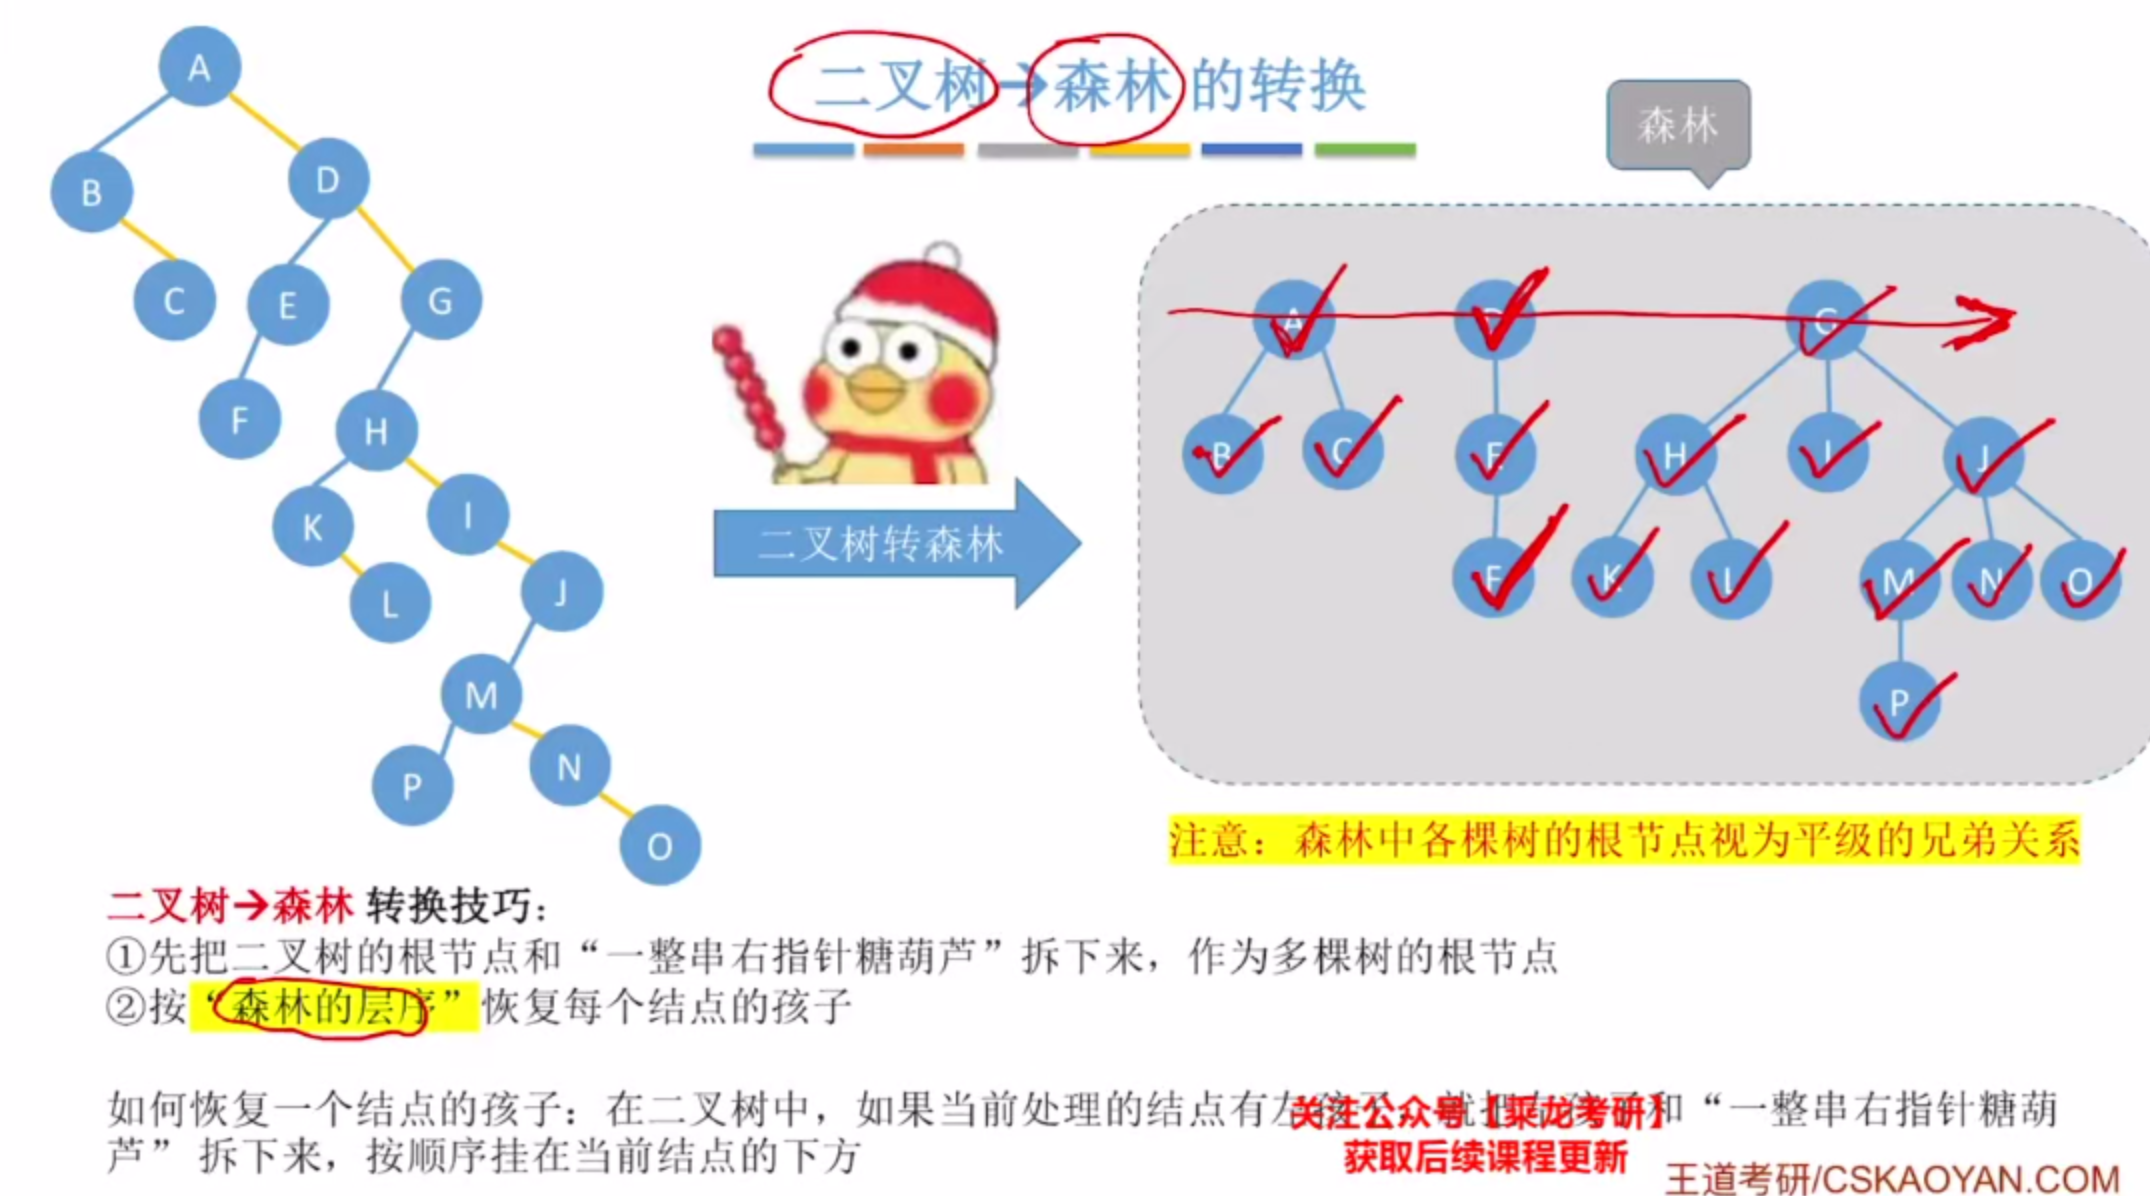 二叉树→森林 的转换
森林
A
B
D
C
E
G
F
H
K
I
L
J
M
P
N
O
二叉树转森林
A
G
B
C
E
H
I
J
F
K
L
M
N
O
P
注意：森林中各棵树的根节点视为平级的兄弟关系
二叉树→森林 转换技巧：
①先把二叉树的根节点和“一整串右指针糖葫芦”拆下来，作为多棵树的根节点
②按“森林的层序”恢复每个结点的孩子
如何恢复一个结点的孩子：在二叉树中，如果当前处理的结点有左 就把 和“一整串右指针糖葫
芦”拆下来，按顺序挂在当前结点的下方
关注公众号【乘龙考研】
获取后续课程更新
王道考研/CSKAOYAN.COM